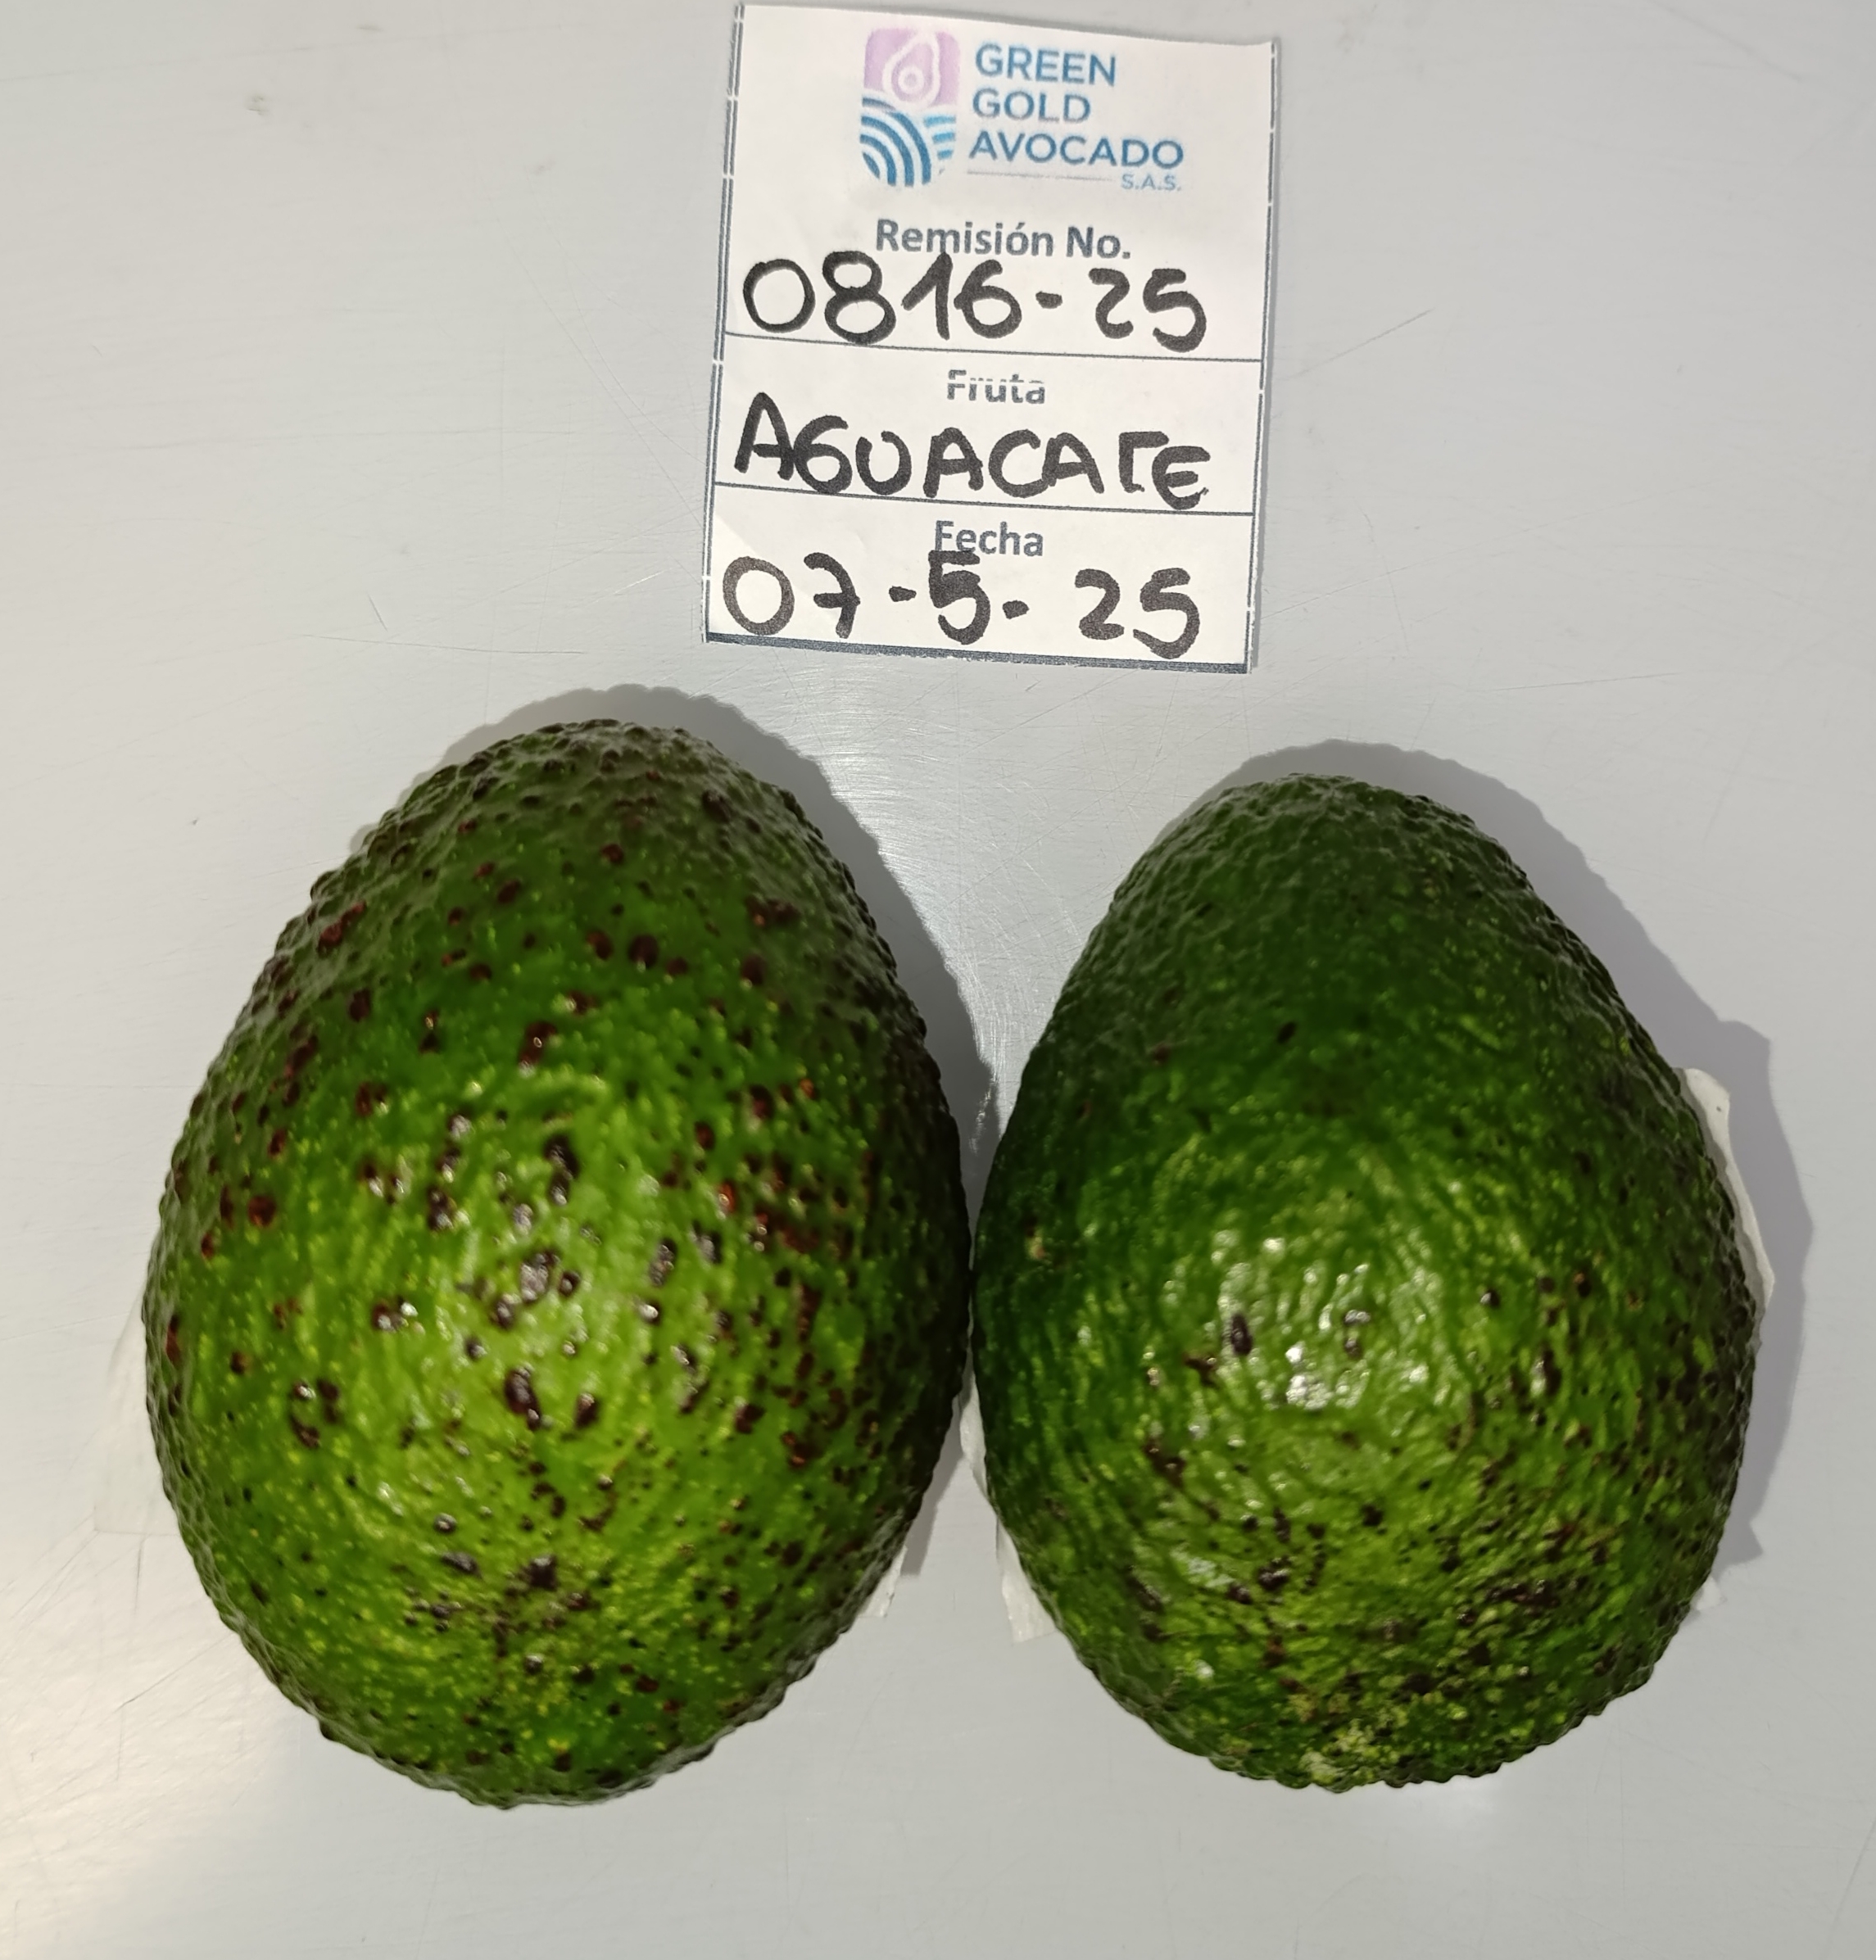 GREEN
GOLD
AVOCADO
S.A.S.
Remisión No.
0816-25
Fruta
AGUACATE
Fecha
07-5-25